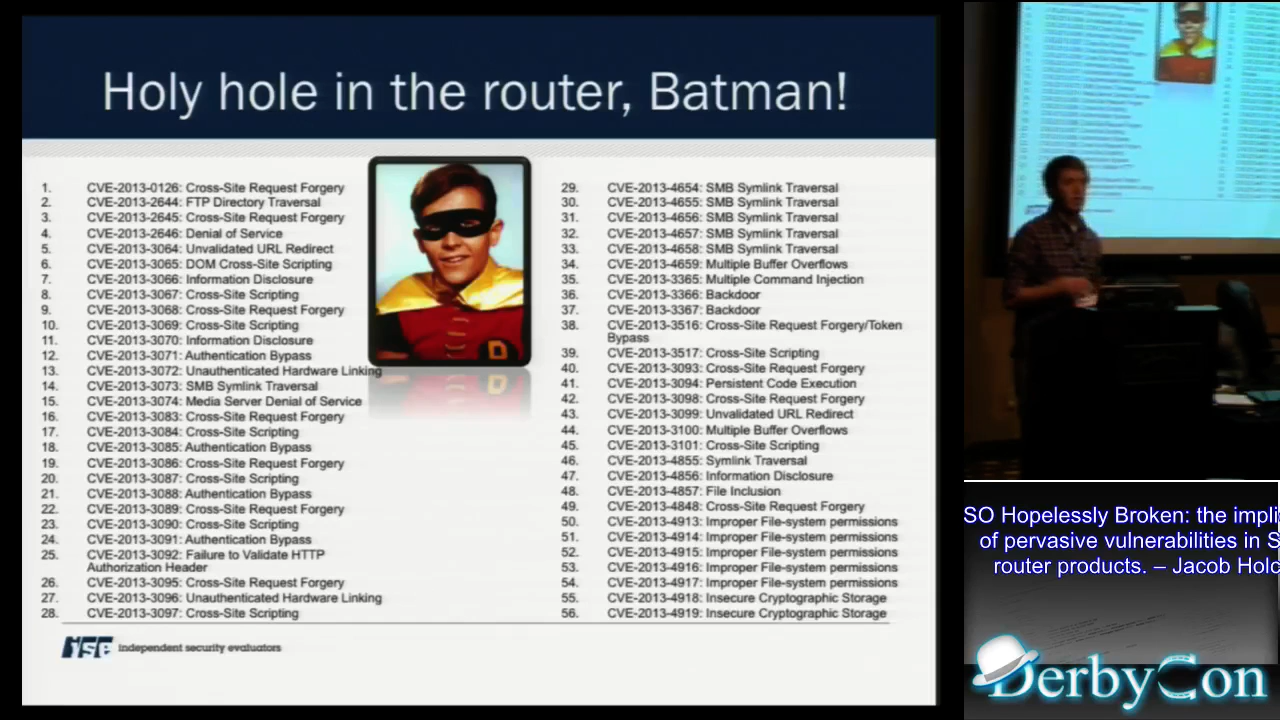 Holy hole in the router, Batman!
1. CVE-2013-0126: Cross-Site Request Forgery
2. CVE-2013-2644: FTP Directory Traversal
3. CVE-2013-2645: Cross-Site Request Forgery
4. CVE-2013-2646: Denial of Service
5. CVE-2013-3064: Unvalidated URL Redirect
6. CVE-2013-3065: DOM Cross-Site Scripting
7. CVE-2013-3066: Information Disclosure
8. CVE-2013-3067: Cross-Site Scripting
9. CVE-2013-3068: Cross-Site Request Forgery
10. CVE-2013-3069: Cross-Site Scripting
11. CVE-2013-3070: Information Disclosure
12. CVE-2013-3071: Authentication Bypass
13. CVE-2013-3072: Unauthenticated Hardware Linking
14. CVE-2013-3073: SMB Symlink Traversal
15. CVE-2013-3074: Media Server Denial of Service
16. CVE-2013-3083: Cross-Site Request Forgery
17. CVE-2013-3084: Cross-Site Scripting
18. CVE-2013-3085: Authentication Bypass
19. CVE-2013-3086: Cross-Site Request Forgery
20. CVE-2013-3087: Cross-Site Scripting
21. CVE-2013-3088: Authentication Bypass
22. CVE-2013-3089: Cross-Site Request Forgery
23. CVE-2013-3090: Cross-Site Scripting
24. CVE-2013-3091: Authentication Bypass
25. CVE-2013-3092: Failure to Validate HTTP
Authorization Header
26. CVE-2013-3095: Cross-Site Request Forgery
27. CVE-2013-3096: Unauthenticated Hardware Linking
28. CVE-2013-3097: Cross-Site Scripting
29. CVE-2013-4654: SMB Symlink Traversal
30. CVE-2013-4655: SMB Symlink Traversal
31. CVE-2013-4656: SMB Symlink Traversal
32. CVE-2013-4657: SMB Symlink Traversal
33. CVE-2013-4658: SMB Symlink Traversal
34. CVE-2013-4659: Multiple Buffer Overflows
35. CVE-2013-3365: Multiple Command Injection
36. CVE-2013-3366: Backdoor
37. CVE-2013-3367: Backdoor
38. CVE-2013-3516: Cross-Site Request Forgery/Token
Bypass
39. CVE-2013-3517: Cross-Site Scripting
40. CVE-2013-3093: Cross-Site Request Forgery
41. CVE-2013-3094: Persistent Code Execution
42. CVE-2013-3098: Cross-Site Request Forgery
43. CVE-2013-3099: Unvalidated URL Redirect
44. CVE-2013-3100: Multiple Buffer Overflows
45. CVE-2013-3101: Cross-Site Scripting
46. CVE-2013-4855: Symlink Traversal
47. CVE-2013-4856: Information Disclosure
48. CVE-2013-4857: File Inclusion
49. CVE-2013-4848: Cross-Site Request Forgery
50. CVE-2013-4913: Improper File-system permissions
51. CVE-2013-4914: Improper File-system permissions
52. CVE-2013-4915: Improper File-system permissions
53. CVE-2013-4916: Improper File-system permissions
54. CVE-2013-4917: Improper File-system permissions
55. CVE-2013-4918: Insecure Cryptographic Storage
56. CVE-2013-4919: Insecure Cryptographic Storage
D
ise independent security evaluators
SO Hopelessly Broken: the impli
of pervasive vulnerabilities in S
router products. – Jacob Holc
DerbyCon